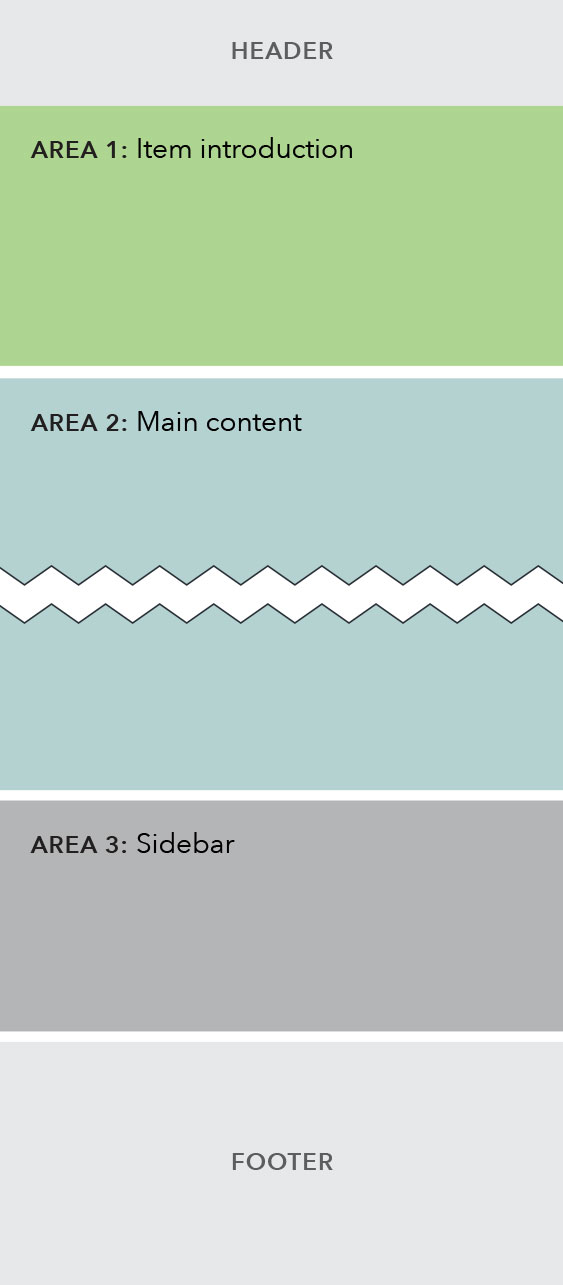 HEADER
AREA 1: Item introduction
AREA 2: Main content
AREA 3: Sidebar
FOOTER